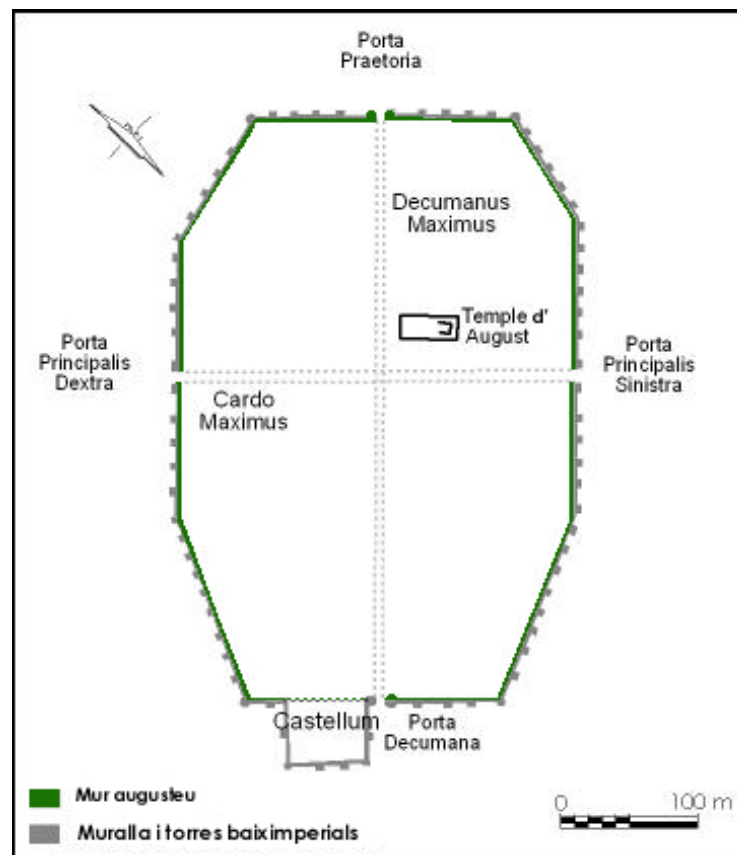 Porta
Praetoria
Decumanus
Maximus
Temple d'
August
Porta
Principalis
Dextra
Porta
Principalis
Sinistra
Cardo
Maximus
Castellum
Porta
Decumana
Mur augusteu
0 100 m
Muralla i torres baiximperials